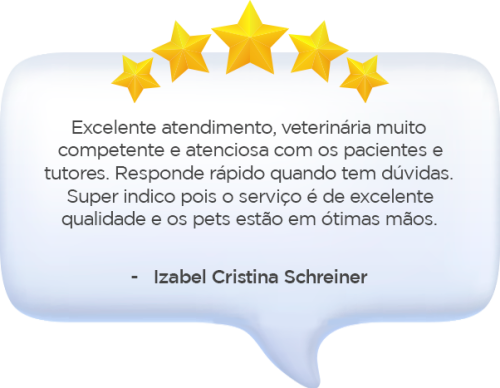 Excelente atendimento, veterinária muito
competente e atenciosa com os pacientes e
tutores. Responde rápido quando tem dúvidas.
Super indico pois o serviço é de excelente
qualidade e os pets estão em ótimas mãos.
- Izabel Cristina Schreiner